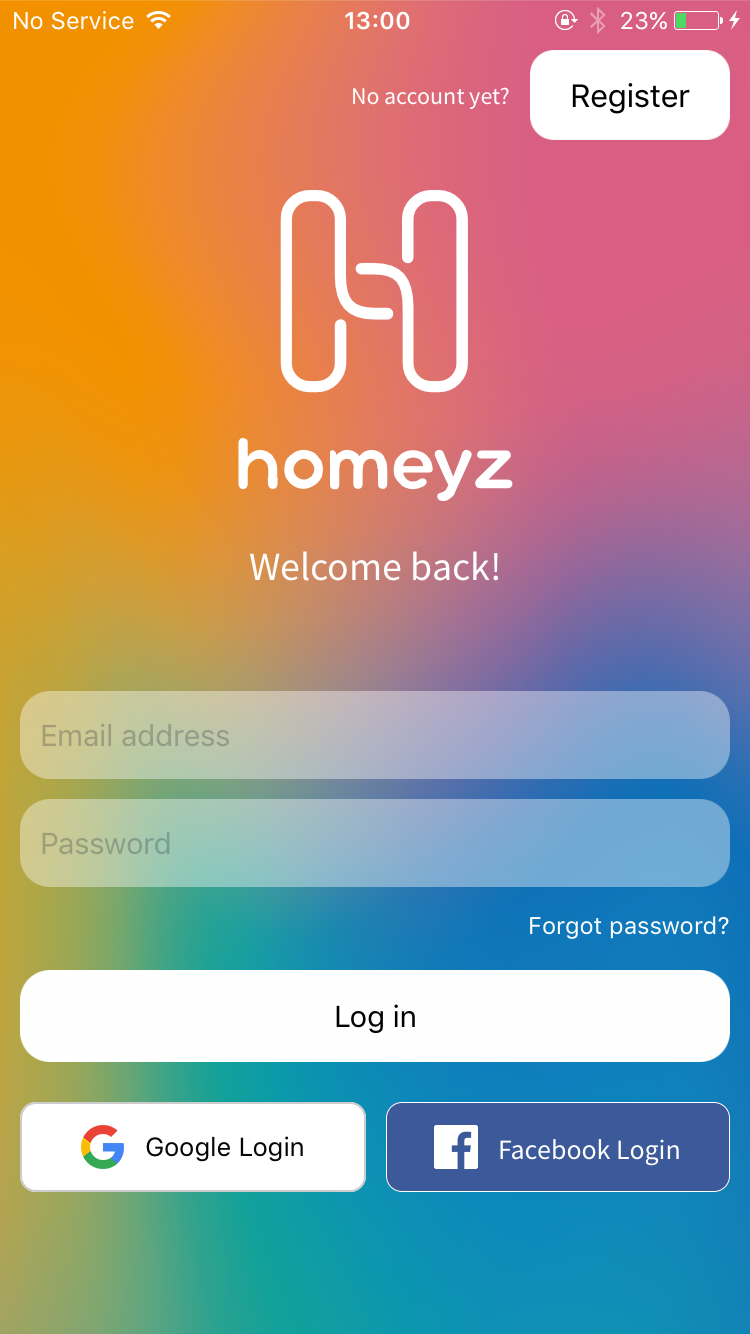 No Service 13:00 23%
No account yet? Register
homeyz
Welcome back!
Email address
Password
Forgot password?
Log in
Google Login Facebook Login